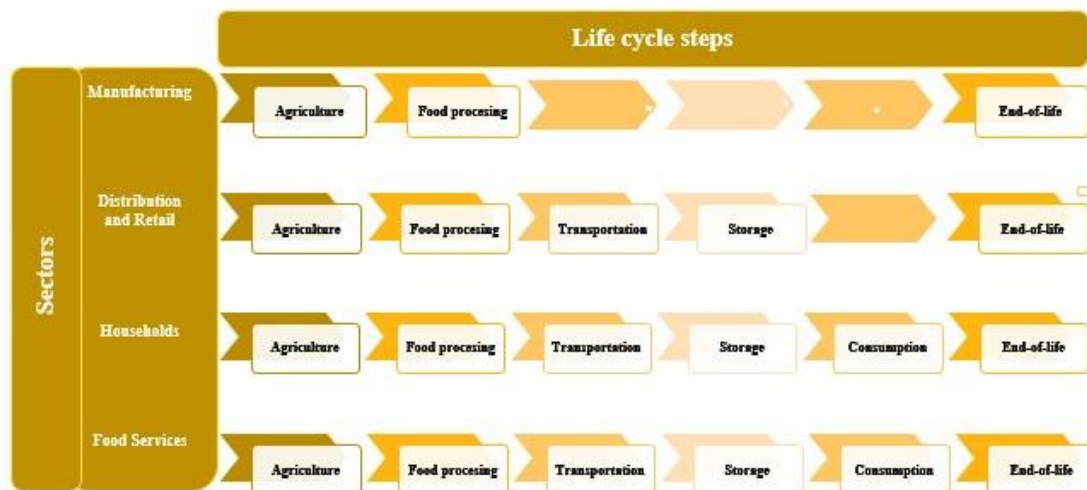 Life cycle steps
Sectors
Manufacturing
Agriculture
Food procesing
End-of-life
Distribution
and Retail
Agriculture
Food procesing
Transportation
Storage
End-of-life
Households
Agriculture
Food procesing
Transportation
Storage
Consumption
End-of-life
Food Services
Agriculture
Food procesing
Transportation
Storage
Consumption
End-of-life